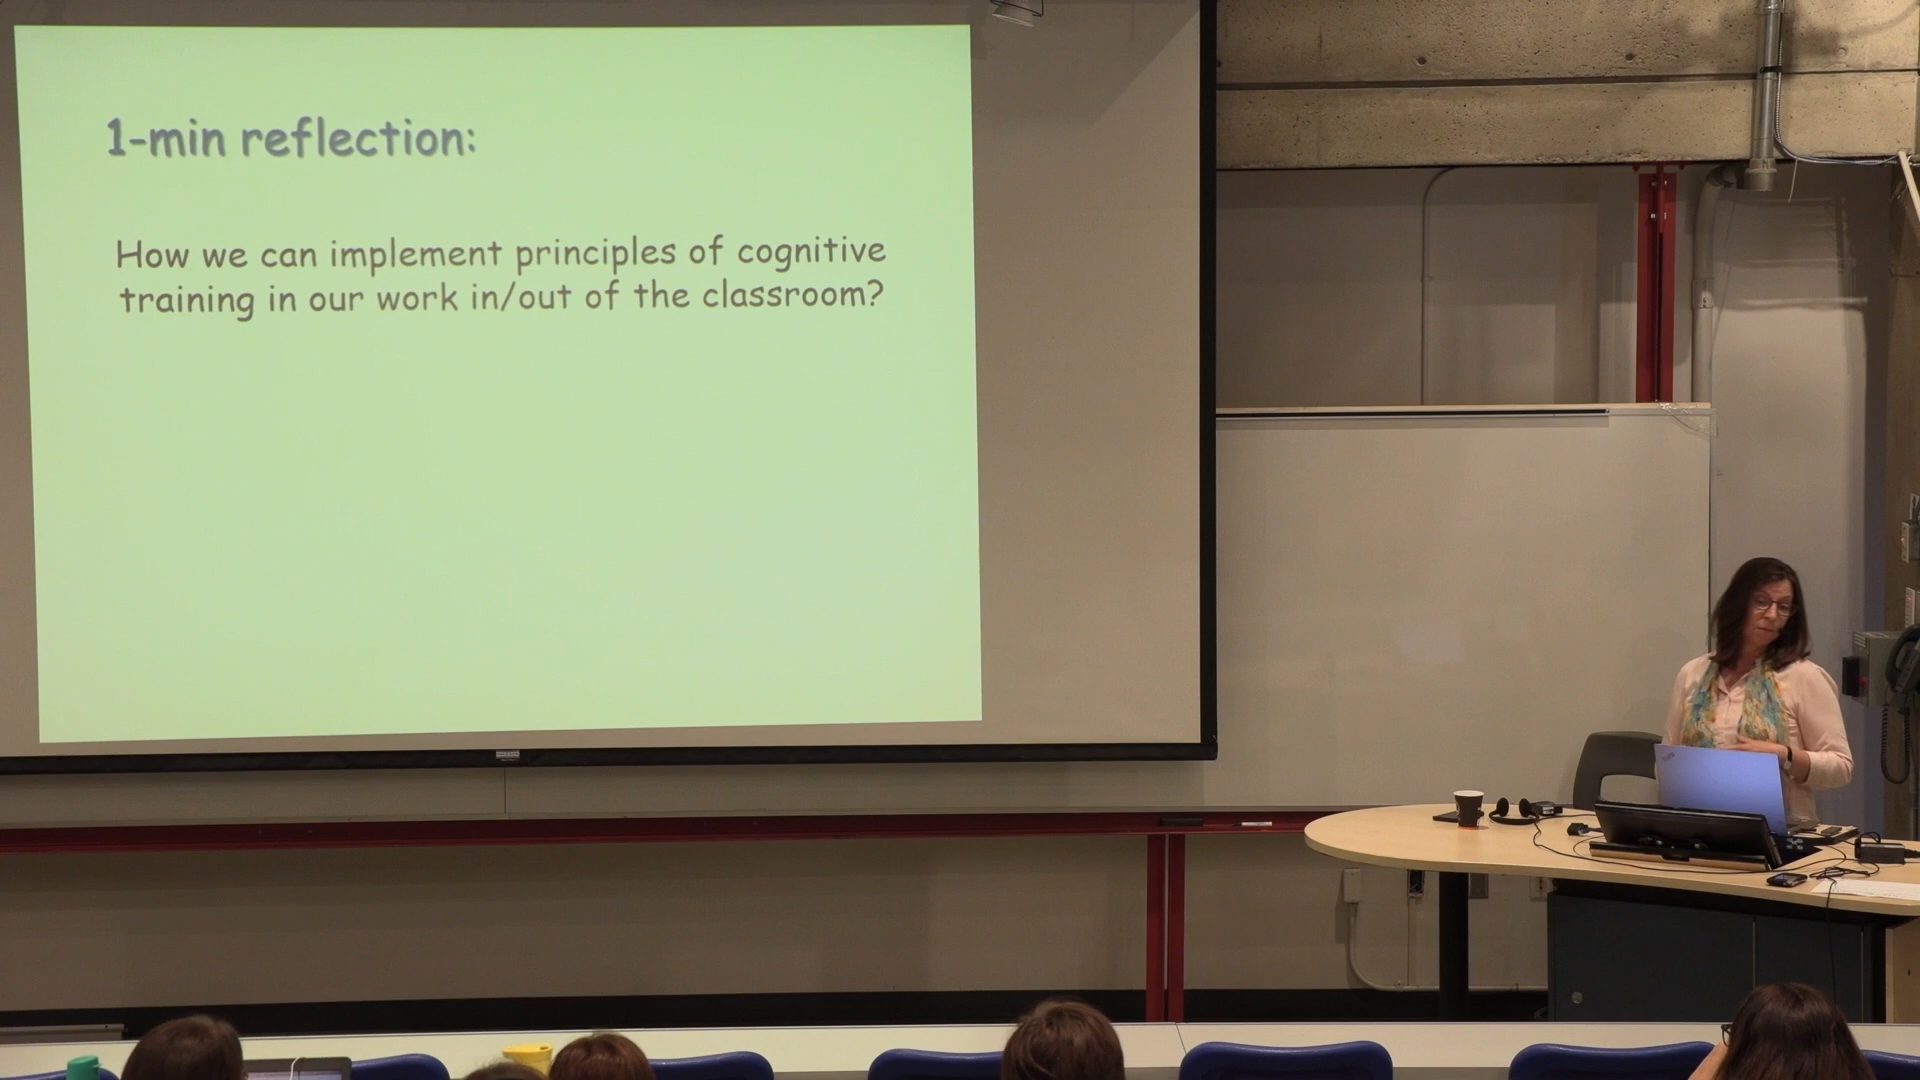 1-min reflection:
How we can implement principles of cognitive
training in our work in/out of the classroom?